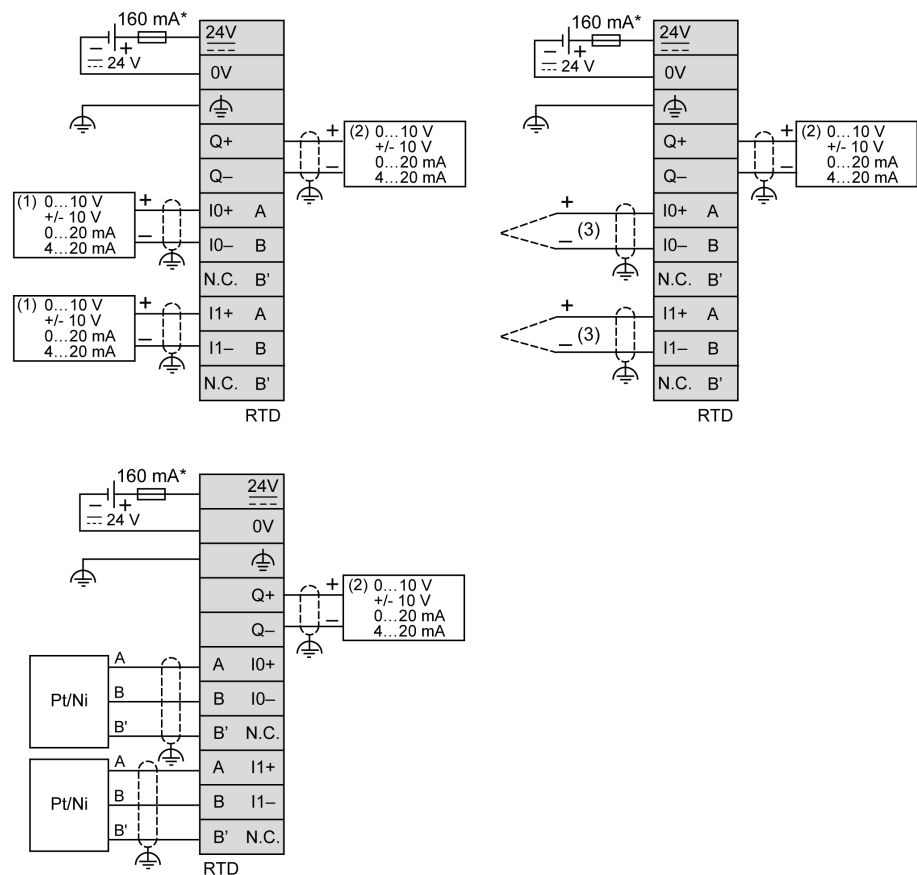 160 mA*
24V
– +
24 V
0V
Q+
+
(2) 0...10 V
+/- 10 V
0...20 mA
4...20 mA
Q–
–
(1) 0...10 V
+/- 10 V
0...20 mA
4...20 mA
+
–
I0+ A
I0– B
N.C. B’
(1) 0...10 V
+/- 10 V
0...20 mA
4...20 mA
+
–
I1+ A
I1– B
N.C. B’
RTD
160 mA*
24V
– +
24 V
0V
Q+
+
(2) 0...10 V
+/- 10 V
0...20 mA
4...20 mA
Q–
–
+
(3)
–
I0+ A
I0– B
N.C. B’
+
(3)
–
I1+ A
I1– B
N.C. B’
RTD
160 mA*
24V
– +
24 V
0V
Q+
+
(2) 0...10 V
+/- 10 V
0...20 mA
4...20 mA
Q–
–
Pt/Ni
A
B
B'
A I0+
B I0–
B’ N.C.
Pt/Ni
A
B
B'
A I1+
B I1–
B’ N.C.
RTD